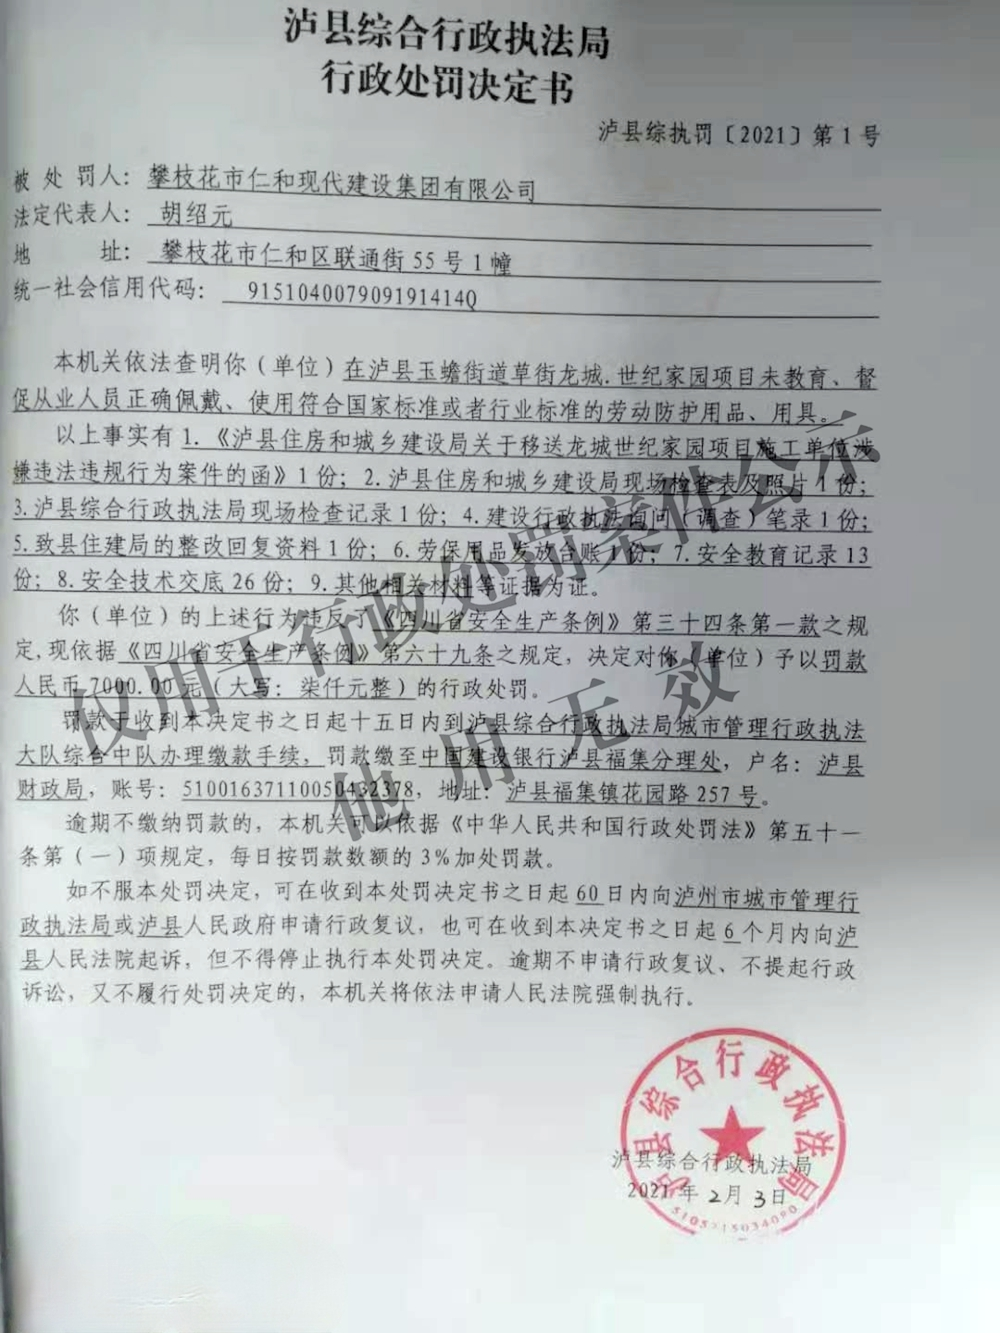 泸县综合行政执法局
行政处罚决定书
泸县综执罚〔2021〕第1号
被处罚人：攀枝花市仁和现代建设集团有限公司
法定代表人：胡绍元
地 址：攀枝花市仁和区联通街55号1幢
统一社会信用代码：9151040079091914140Q
本机关依法查明你（单位）在泸县玉蟾街道草街龙城.世纪家园项目未教育、督
促从业人员正确佩戴、使用符合国家标准或者行业标准的劳动防护用品、用具。
以上事实有1.《泸县住房和城乡建设局关于移送龙城世纪家园项目施工单位涉
嫌违法违规行为案件的函》1份；2.泸县住房和城乡建设局现场检查表及照片1份；
3.泸县综合行政执法局现场检查记录1份；4.建设行政执法询问（调查）笔录1份；
5.致县住建局的整改回复资料1份；6.劳保用品发放台账1份；7.安全教育记录13
份；8.安全技术交底26份；9.其他相关材料等证据为证。
你（单位）的上述行为违反了《四川省安全生产条例》第三十四条第一款之规
定,现依据《四川省安全生产条例》第六十九条之规定，决定对你（单位）予以罚款
人民币7000.00元（大写：柒仟元整）的行政处罚。
罚款于收到本决定书之日起十五日内到泸县综合行政执法局城市管理行政执法
大队综合中队办理缴款手续，罚款缴至中国建设银行泸县福集分理处，户名：泸县
财政局，账号：51001637110050432378，地址：泸县福集镇花园路257号。
逾期不缴纳罚款的，本机关可以依据《中华人民共和国行政处罚法》第五十一
条第（一）项规定，每日按罚款数额的3%加处罚款。
如不服本处罚决定，可在收到本处罚决定书之日起60日内向泸州市城市管理行
政执法局或泸县人民政府申请行政复议，也可在收到本决定书之日起6个月内向泸
县人民法院起诉，但不得停止执行本处罚决定。逾期不申请行政复议、不提起行政
诉讼，又不履行处罚决定的，本机关将依法申请人民法院强制执行。
泸县综合行政执法局
2021年2月3日
泸县综合行政执法局
5105215034090
仅用于行政处罚案件公示
他用无效